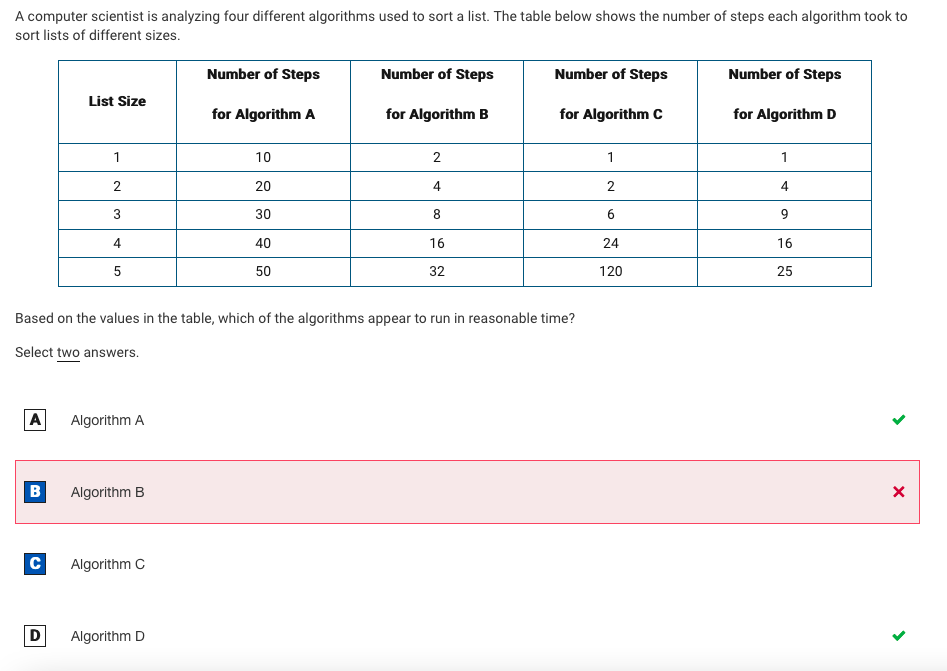 A computer scientist is analyzing four different algorithms used to sort a list. The table below shows the number of steps each algorithm took to
sort lists of different sizes.
List Size
Number of Steps
for Algorithm A
Number of Steps
for Algorithm B
Number of Steps
for Algorithm C
Number of Steps
for Algorithm D
1 10 2 1 1
2 20 4 2 4
3 30 8 6 9
4 40 16 24 16
5 50 32 120 25
Based on the values in the table, which of the algorithms appear to run in reasonable time?
Select two answers.
A Algorithm A
B Algorithm B
C Algorithm C
D Algorithm D